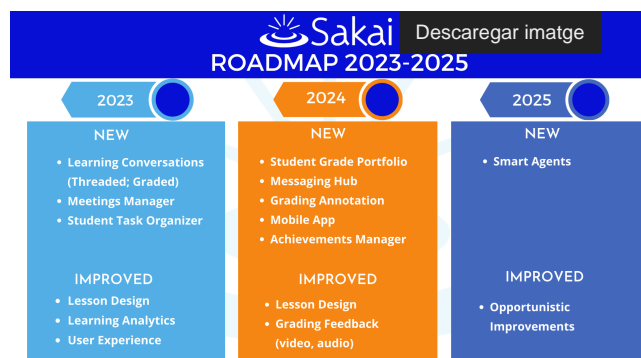 Sakai
Descaregar imatge
ROADMAP 2023-2025
2023
NEW
Learning Conversations
(Threaded; Graded)
Meetings Manager
Student Task Organizer
IMPROVED
Lesson Design
Learning Analytics
User Experience
2024
NEW
Student Grade Portfolio
Messaging Hub
Grading Annotation
Mobile App
Achievements Manager
IMPROVED
Lesson Design
Grading Feedback
(video, audio)
2025
NEW
Smart Agents
IMPROVED
Opportunistic
Improvements